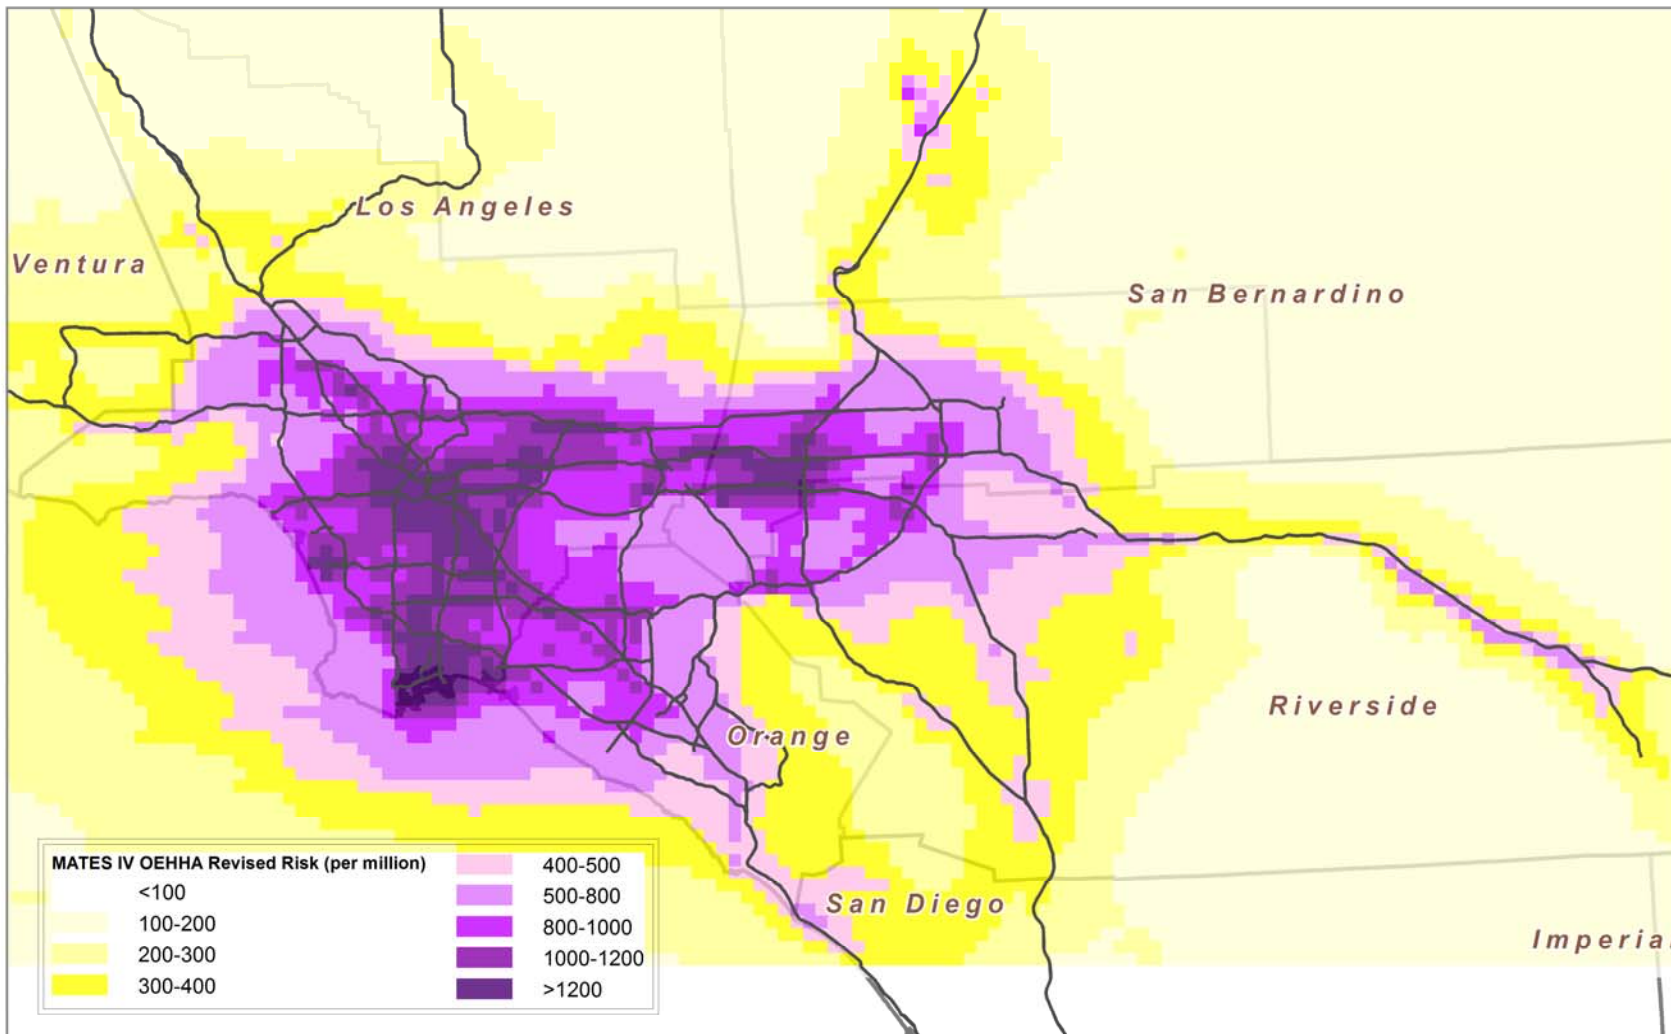 Los Angeles
Ventura
San Bernardino
Riverside
Orange
San Diego
Imperial
MATES IV OEHHA Revised Risk (per million)
<100
100-200
200-300
300-400
400-500
500-800
800-1000
1000-1200
>1200